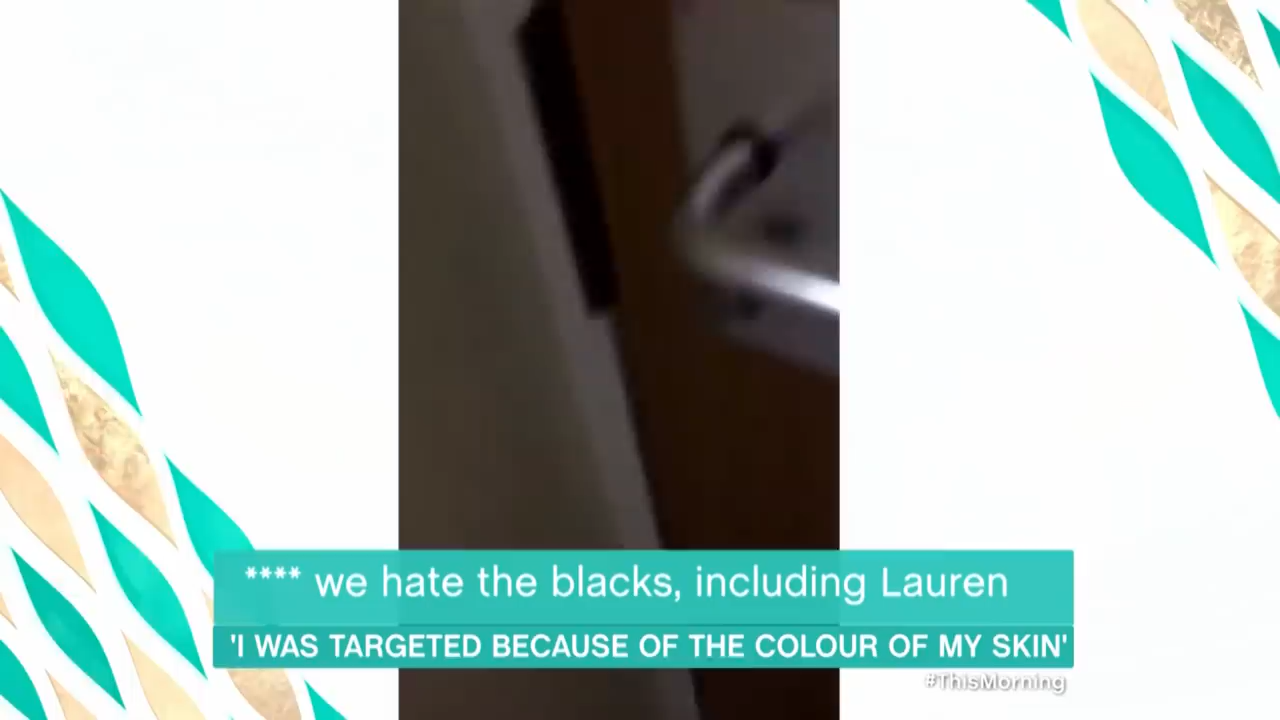 **** we hate the blacks, including Lauren
'I WAS TARGETED BECAUSE OF THE COLOUR OF MY SKIN'
#ThisMorning